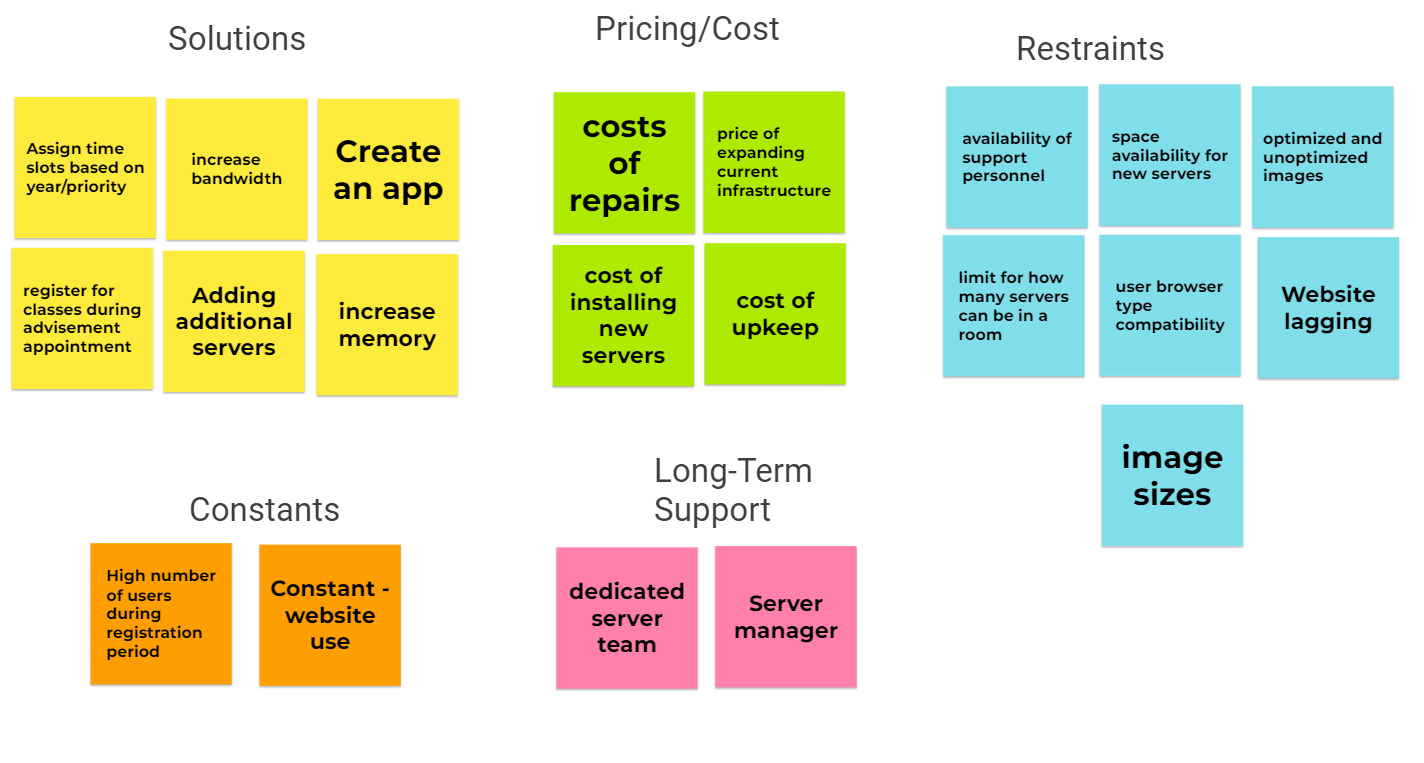 Solutions
Assign time
slots based on
year/priority
increase
bandwidth
Create
an app
register for
classes during
advisement
appointment
Adding
additional
servers
increase
memory
Pricing/Cost
costs
of
repairs
price of
expanding
current
infrastructure
cost of
installing
new
servers
cost of
upkeep
Restraints
availability of
support
personnel
space
availability for
new servers
optimized and
unoptimized
images
limit for how
many servers
can be in a
room
user browser
type
compatibility
Website
lagging
image
sizes
Constants
High number
of users
during
registration
period
Constant -
website
use
Long-Term
Support
dedicated
server
team
Server
manager